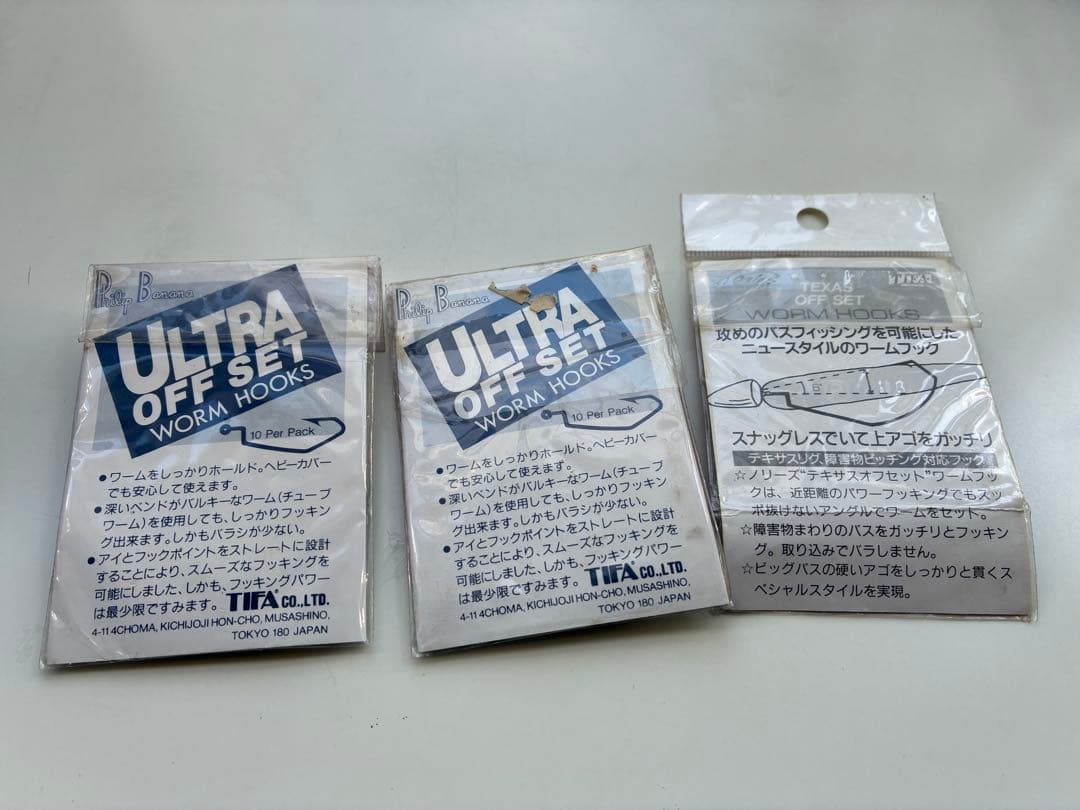 Philip Banana
ULTRA
OFF SET
WORM HOOKS
10 Per Pack
●ワームをしっかりホールド。ヘビーカバー
でも安心して使えます。
●深いベンドがバルキーなワーム(チューブ
ワーム)を使用しても、しっかりフッキン
グ出来ます。しかもバラシが少ない。
●アイとフックポイントをストレートに設計
することにより、スムーズなフッキングを
可能にしました、しかも、フッキングパワー
は最少限ですみます。 TIFA CO.,LTD.
4-11 4CHOMA, KICHIJOJI HON-CHO, MUSASHINO,
TOKYO 180 JAPAN
Philip Banana
ULTRA
OFF SET
WORM HOOKS
10 Per Pack
●ワームをしっかりホールド。ヘビーカバー
でも安心して使えます。
●深いベンドがバルキーなワーム(チューブ
ワーム)を使用しても、しっかりフッキン
グ出来ます。しかもバラシが少ない。
●アイとフックポイントをストレートに設計
することにより、スムーズなフッキングを
可能にしました、しかも、フッキングパワー
は最少限ですみます。 TIFA CO.,LTD.
4-11 4CHOMA, KICHIJOJI HON-CHO, MUSASHINO,
TOKYO 180 JAPAN
TEXAS
OFF SET
WORM HOOKS
攻めのバスフィッシングを可能にした
ニュースタイルのワームフック
スナッグレスでいて上アゴをガッチリ
テキサスリグ、障害物ピッチング対応フック
☆ノリーズ"テキサスオフセット"ワームフッ
クは、近距離のパワーフッキングでもスッ
ポ抜けないアングルでワームをセット。
☆障害物まわりのバスをガッチリとフッキン
グ。取り込みでバラしません。
☆ビッグバスの硬いアゴをしっかりと貫くス
ペシャルスタイルを実現。